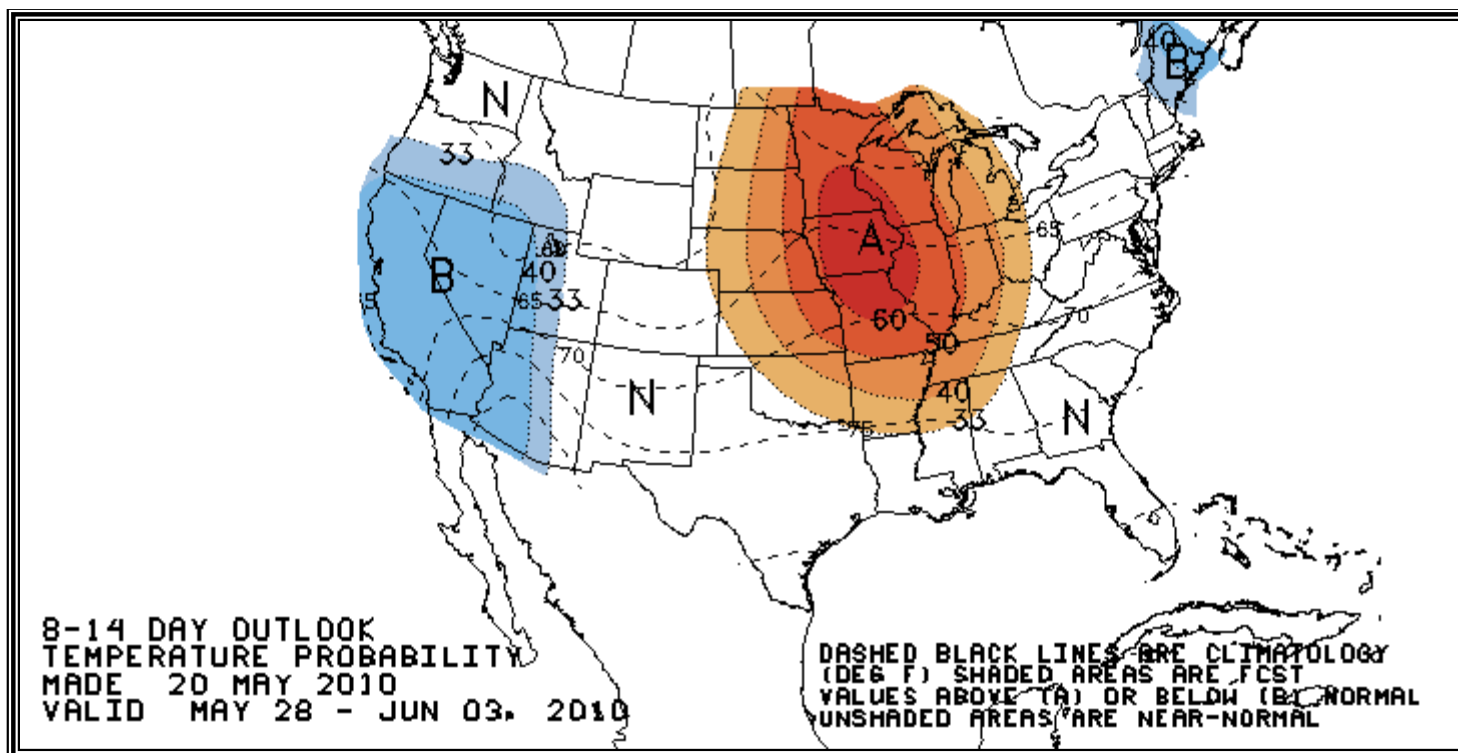 40
B
N
33
A
65
B
40
65
33
60
70
50
70
N
40
33
75
N
8-14 DAY OUTLOOK
TEMPERATURE PROBABILITY
MADE 20 MAY 2010
VALID MAY 28 - JUN 03, 2010
DASHED BLACK LINES ARE CLIMATOLOGY
(DEG F) SHADED AREAS ARE FCST
VALUES ABOVE (A) OR BELOW (B) NORMAL
UNSHADED AREAS ARE NEAR-NORMAL